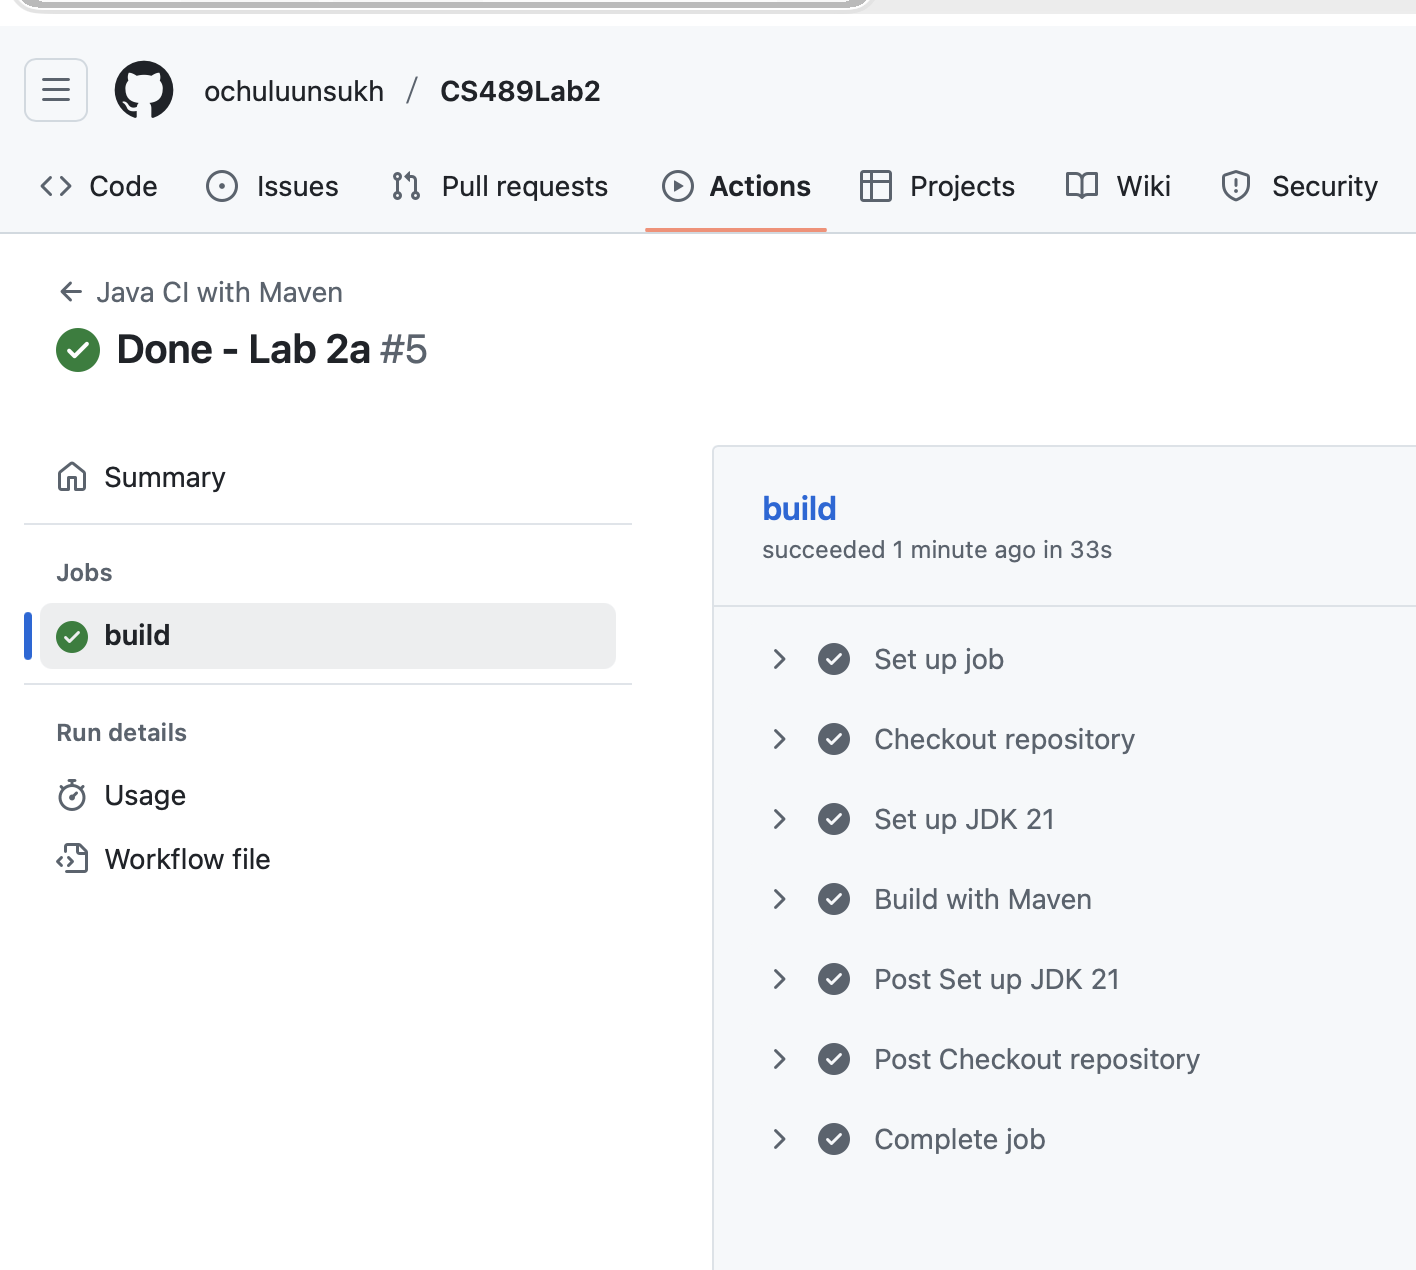 ochuluunsukh / CS489Lab2
Code Issues Pull requests Actions Projects Wiki Security
Java CI with Maven
Done - Lab 2a #5
Summary
Jobs
build
Run details
Usage
Workflow file
build
succeeded 1 minute ago in 33s
Set up job
Checkout repository
Set up JDK 21
Build with Maven
Post Set up JDK 21
Post Checkout repository
Complete job